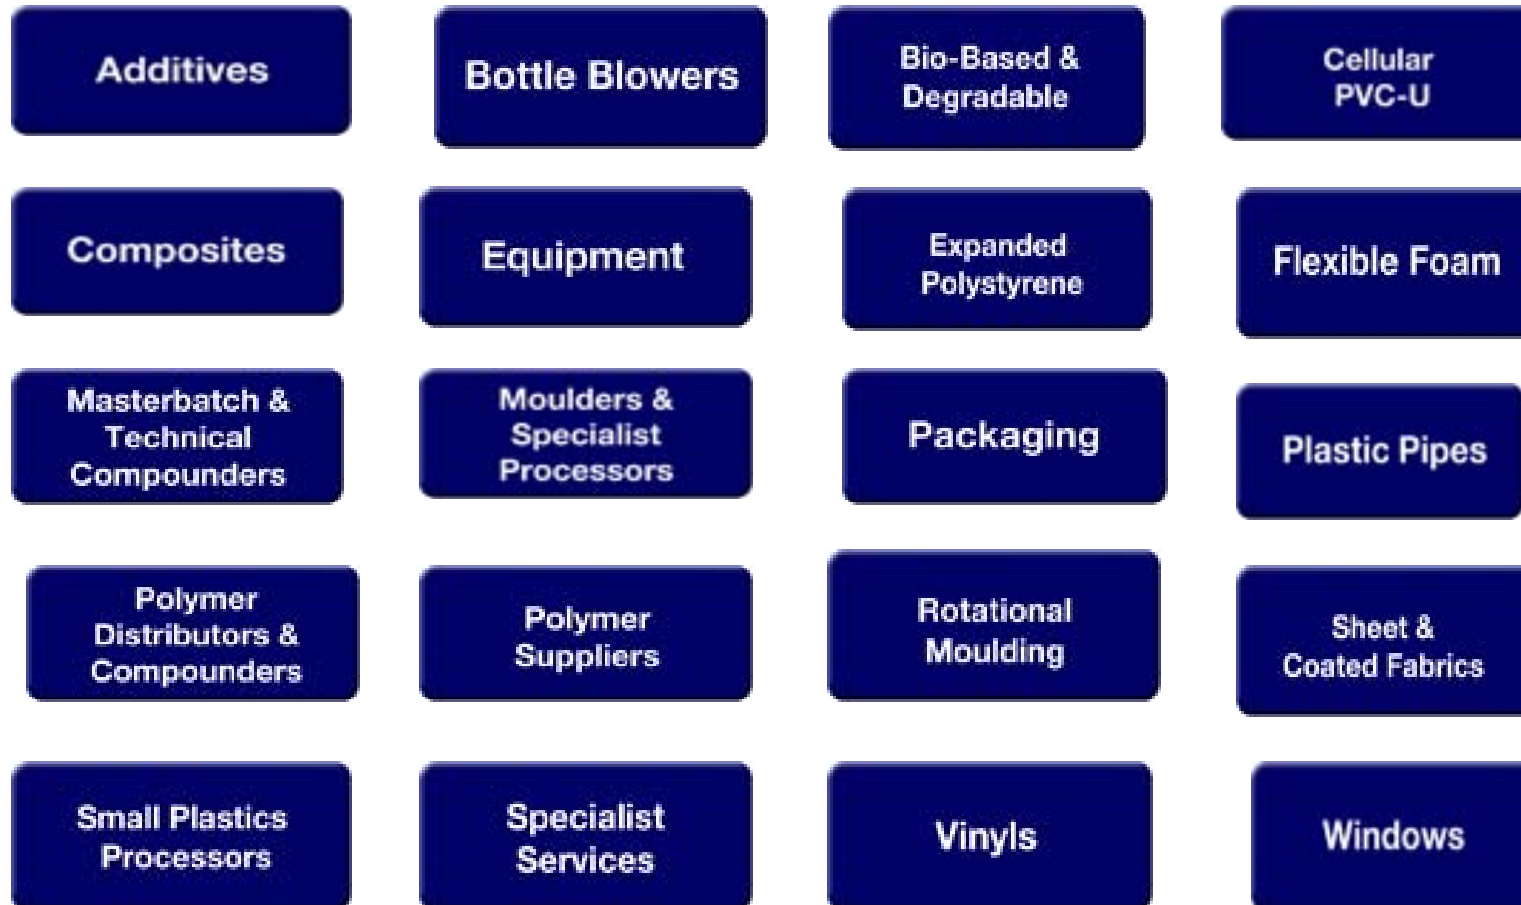 Additives
Bottle Blowers
Bio-Based &
Degradable
Cellular
PVC-U
Composites
Equipment
Expanded
Polystyrene
Flexible Foam
Masterbatch &
Technical
Compounders
Moulders &
Specialist
Processors
Packaging
Plastic Pipes
Polymer
Distributors &
Compounders
Polymer
Suppliers
Rotational
Moulding
Sheet &
Coated Fabrics
Small Plastics
Processors
Specialist
Services
Vinyls
Windows